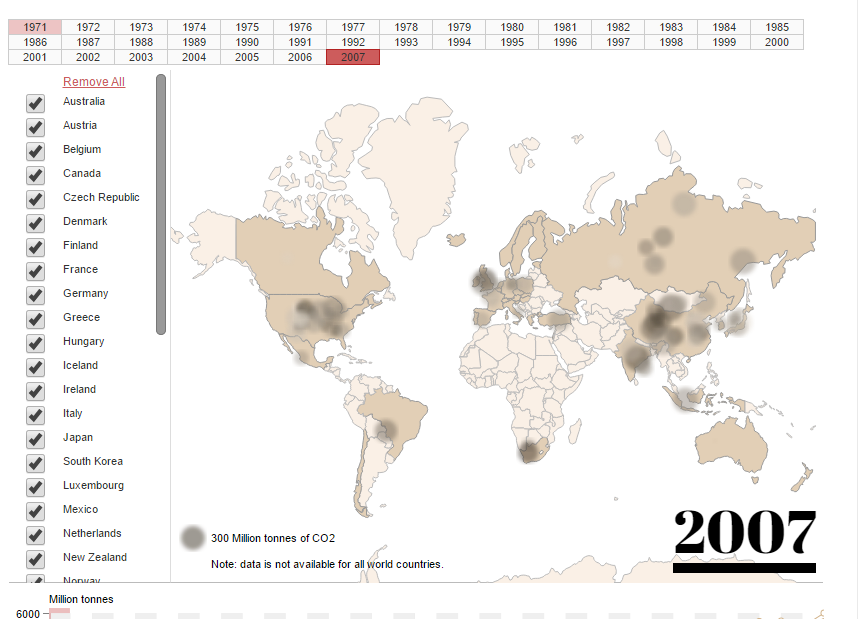 1971 1972 1973 1974 1975 1976 1977 1978 1979 1980 1981 1982 1983 1984 1985
1986 1987 1988 1989 1990 1991 1992 1993 1994 1995 1996 1997 1998 1999 2000
2001 2002 2003 2004 2005 2006 2007
Remove All
Australia
Austria
Belgium
Canada
Czech Republic
Denmark
Finland
France
Germany
Greece
Hungary
Iceland
Ireland
Italy
Japan
South Korea
Luxembourg
Mexico
Netherlands
New Zealand
Norway
300 Million tonnes of CO2
Note: data is not available for all world countries.
2007
Million tonnes
6000